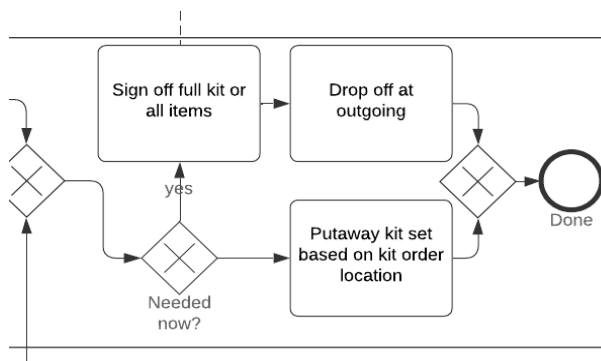 Sign off full kit or
all items
Drop off at
outgoing
yes
Putaway kit set
based on kit order
location
Needed
now?
Done